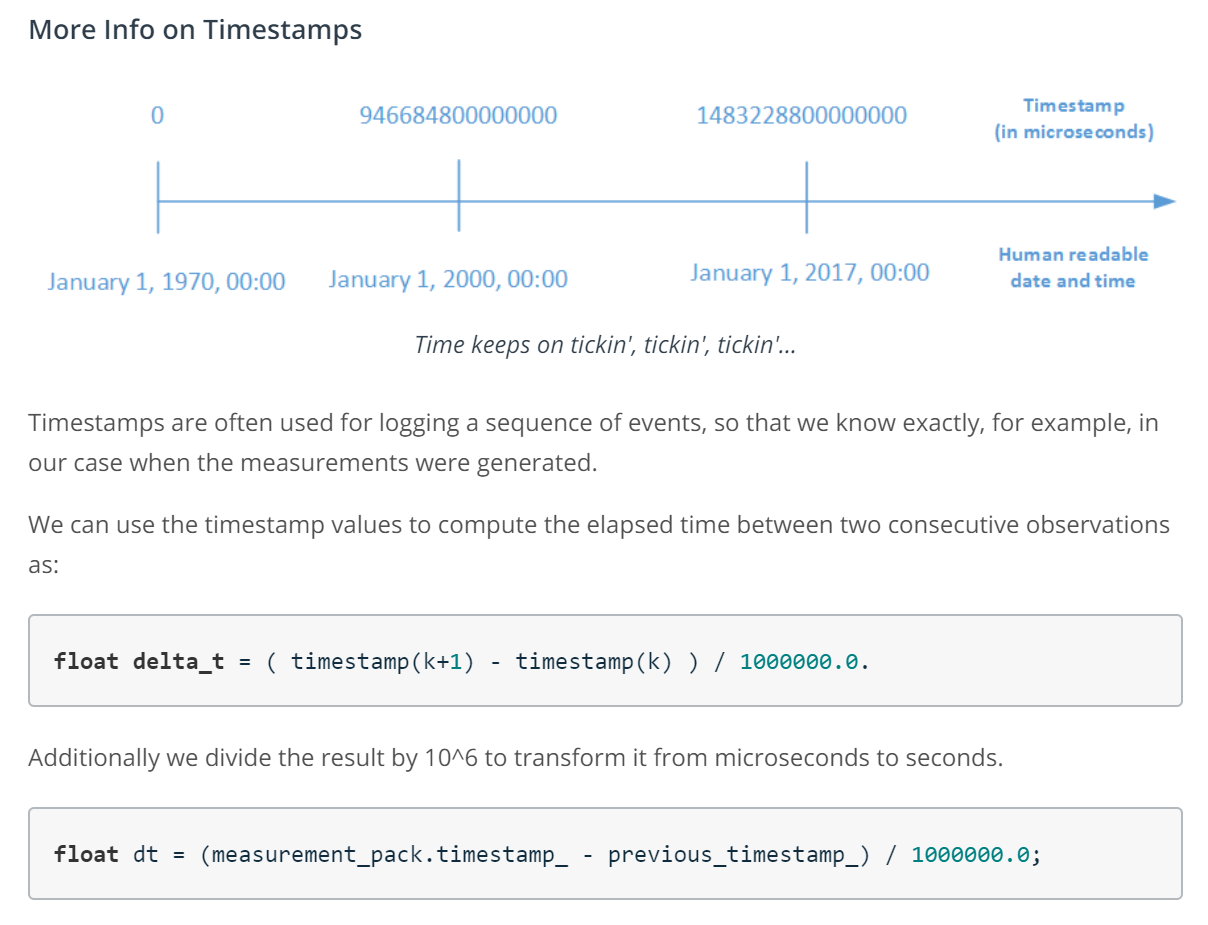 More Info on Timestamps
0
946684800000000
1483228800000000
Timestamp
(in microseconds)
January 1, 1970, 00:00
January 1, 2000, 00:00
January 1, 2017, 00:00
Human readable
date and time
Time keeps on tickin', tickin', tickin'...
Timestamps are often used for logging a sequence of events, so that we know exactly, for example, in
our case when the measurements were generated.
We can use the timestamp values to compute the elapsed time between two consecutive observations
as:
float delta_t = ( timestamp(k+1) - timestamp(k) ) / 1000000.0.
Additionally we divide the result by 10^6 to transform it from microseconds to seconds.
float dt = (measurement_pack.timestamp_ - previous_timestamp_) / 1000000.0;